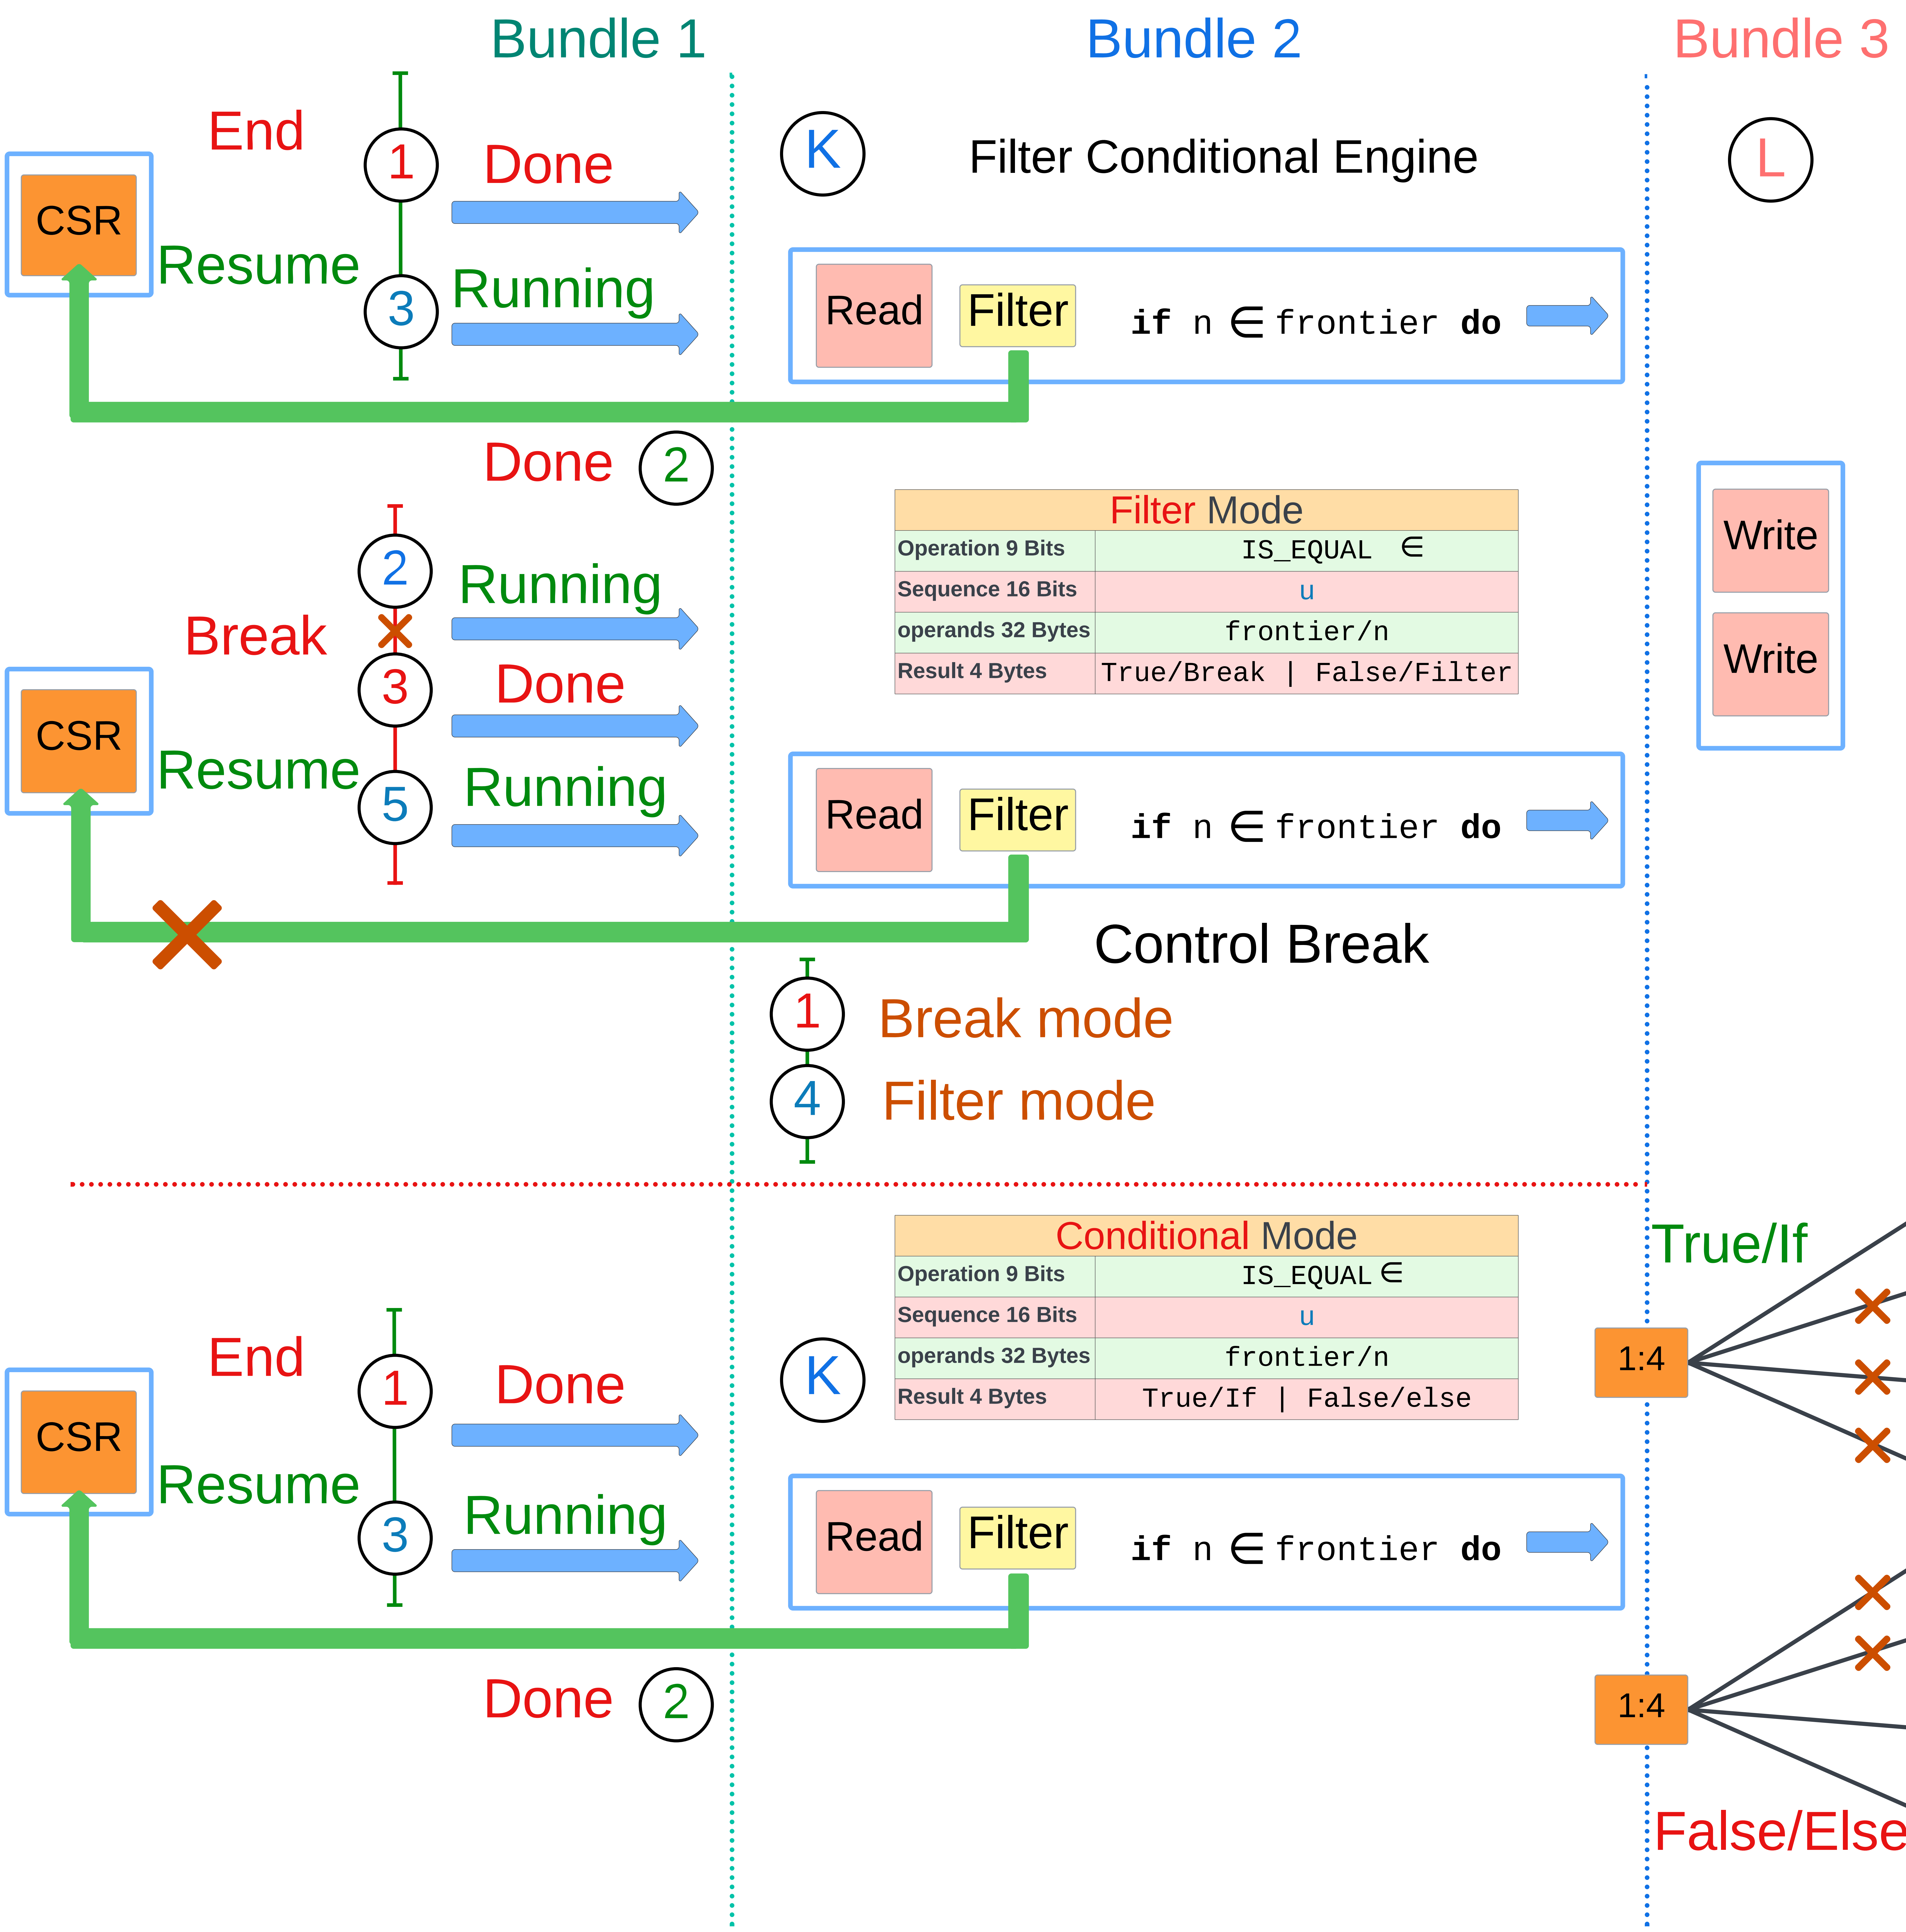 Bundle 1
Bundle 2
Bundle 3
End
1
Done
CSR
Resume
3
Running
K
Filter Conditional Engine
L
Read
Filter
if n ∈ frontier do
Done 2
Filter Mode
Operation 9 Bits IS_EQUAL ∈
Sequence 16 Bits u
operands 32 Bytes frontier/n
Result 4 Bytes True/Break | False/Filter
Write
Write
2
Running
Break
3
Done
CSR
Resume
5
Running
Read
Filter
if n ∈ frontier do
Control Break
1 Break mode
4 Filter mode
Conditional Mode
Operation 9 Bits IS_EQUAL ∈
Sequence 16 Bits u
operands 32 Bytes frontier/n
Result 4 Bytes True/If | False/else
True/If
1:4
End
1
Done
K
CSR
Resume
3
Running
Read
Filter
if n ∈ frontier do
Done 2
1:4
False/Else